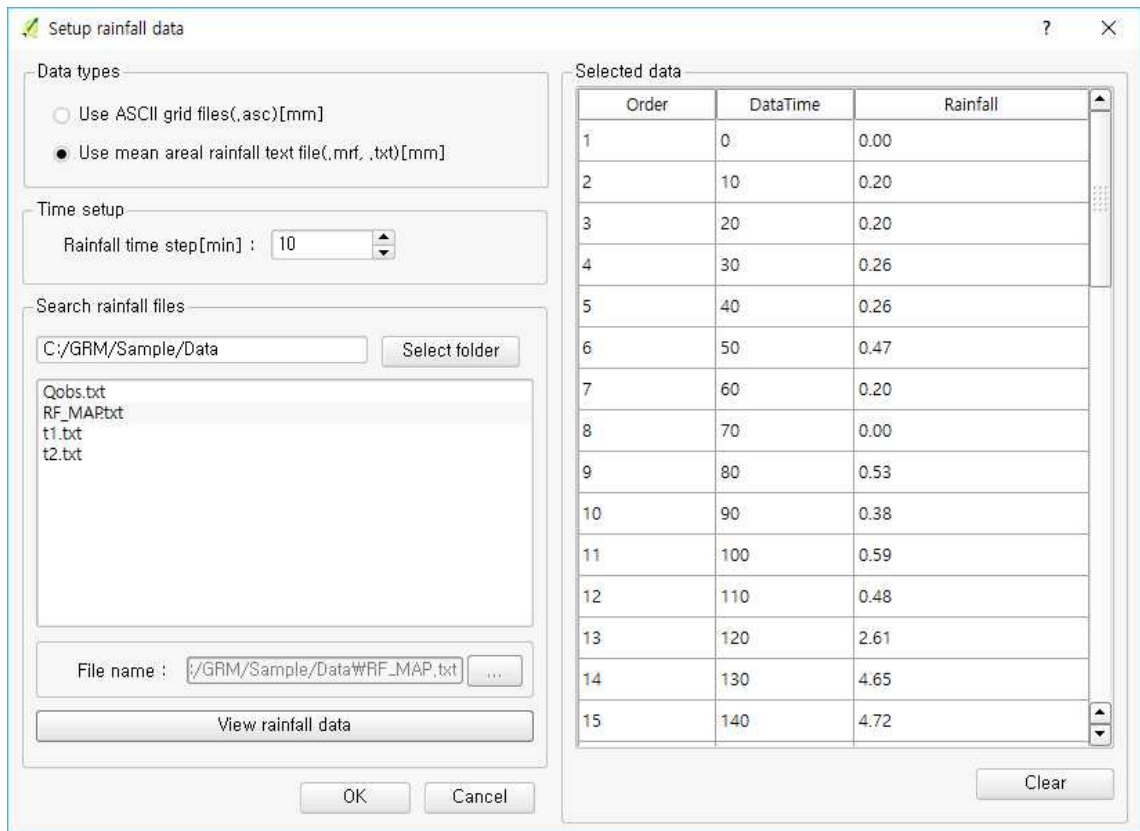 Setup rainfall data
?
Data types
Use ASCII grid files(.asc)[mm]
Use mean areal rainfall text file(.mrf, .txt)[mm]
Time setup
Rainfall time step[min] : 10
Search rainfall files
C:/GRM/Sample/Data
Select folder
Qobs.txt
RF_MAP.txt
t1.txt
t2.txt
File name : :/GRM/Sample/Data₩RF_MAP.txt ...
View rainfall data
OK Cancel
Selected data
Order DataTime Rainfall
1 0 0.00
2 10 0.20
3 20 0.20
4 30 0.26
5 40 0.26
6 50 0.47
7 60 0.20
8 70 0.00
9 80 0.53
10 90 0.38
11 100 0.59
12 110 0.48
13 120 2.61
14 130 4.65
15 140 4.72
Clear